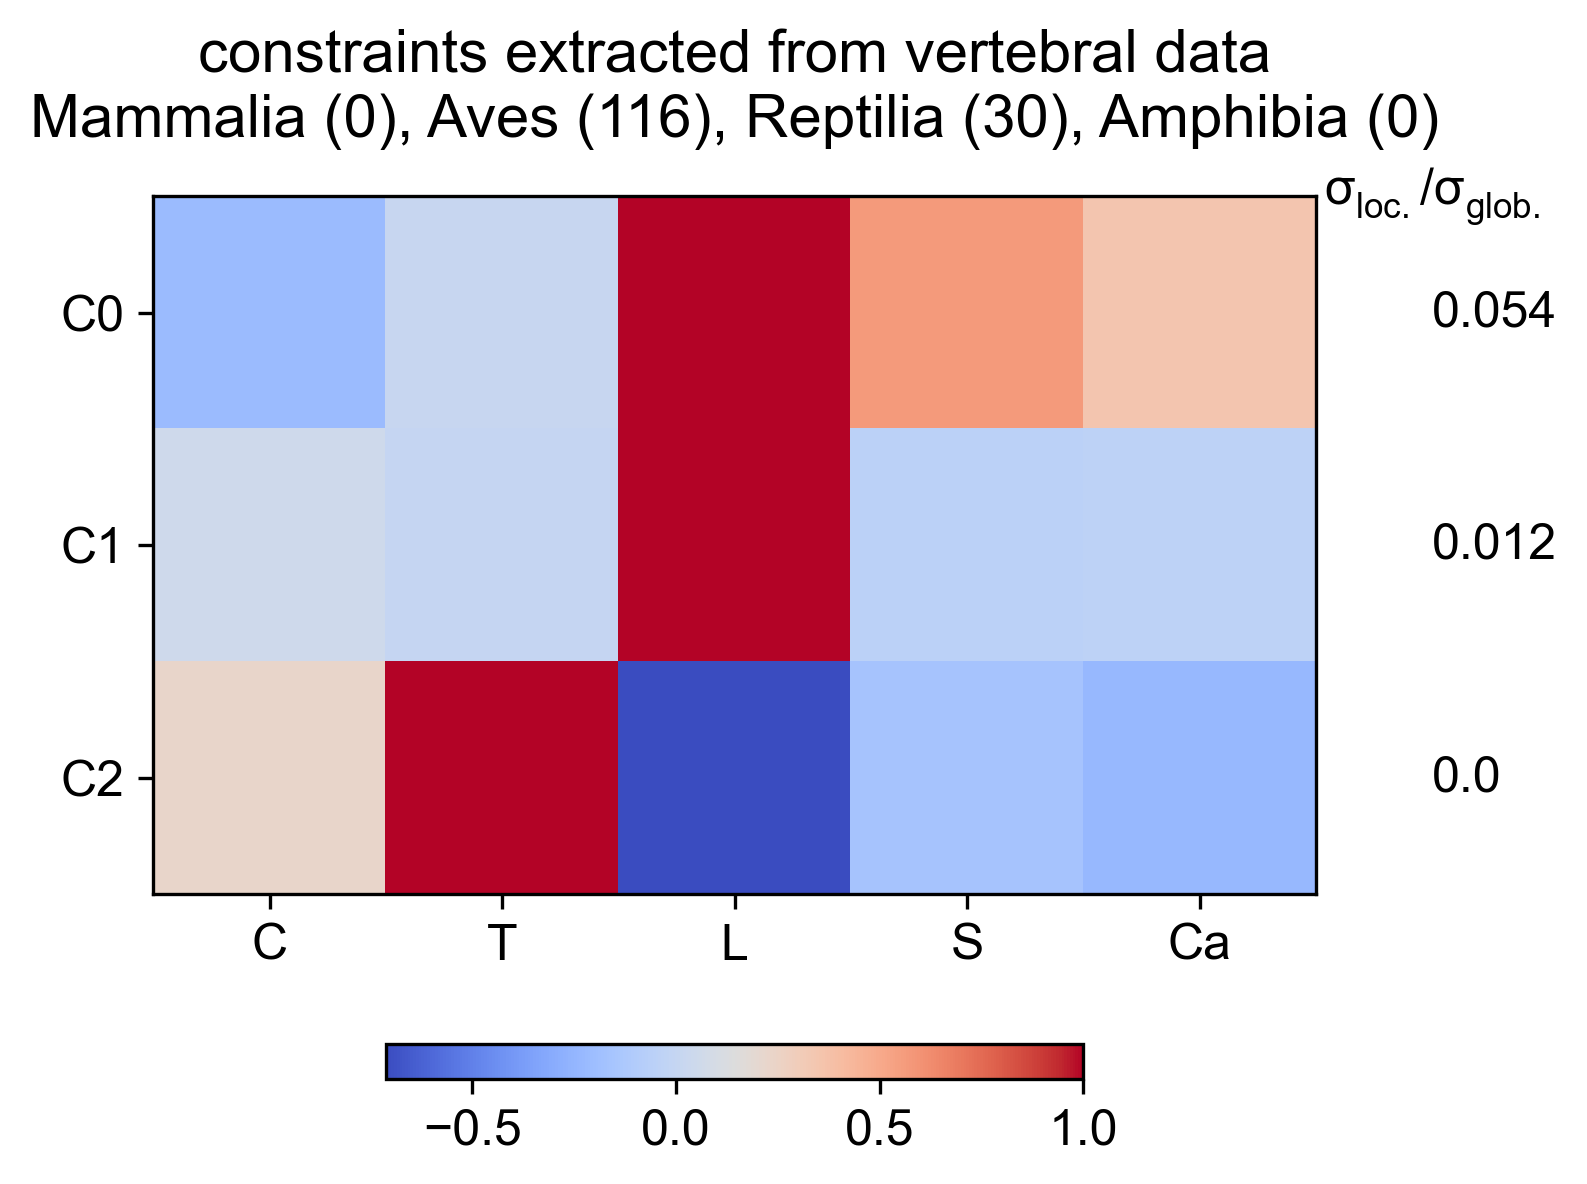 constraints extracted from vertebral data
Mammalia (0), Aves (116), Reptilia (30), Amphibia (0)
σloc. /σglob.
C0 0.054
C1 0.012
C2 0.0
C T L S Ca
−0.5 0.0 0.5 1.0